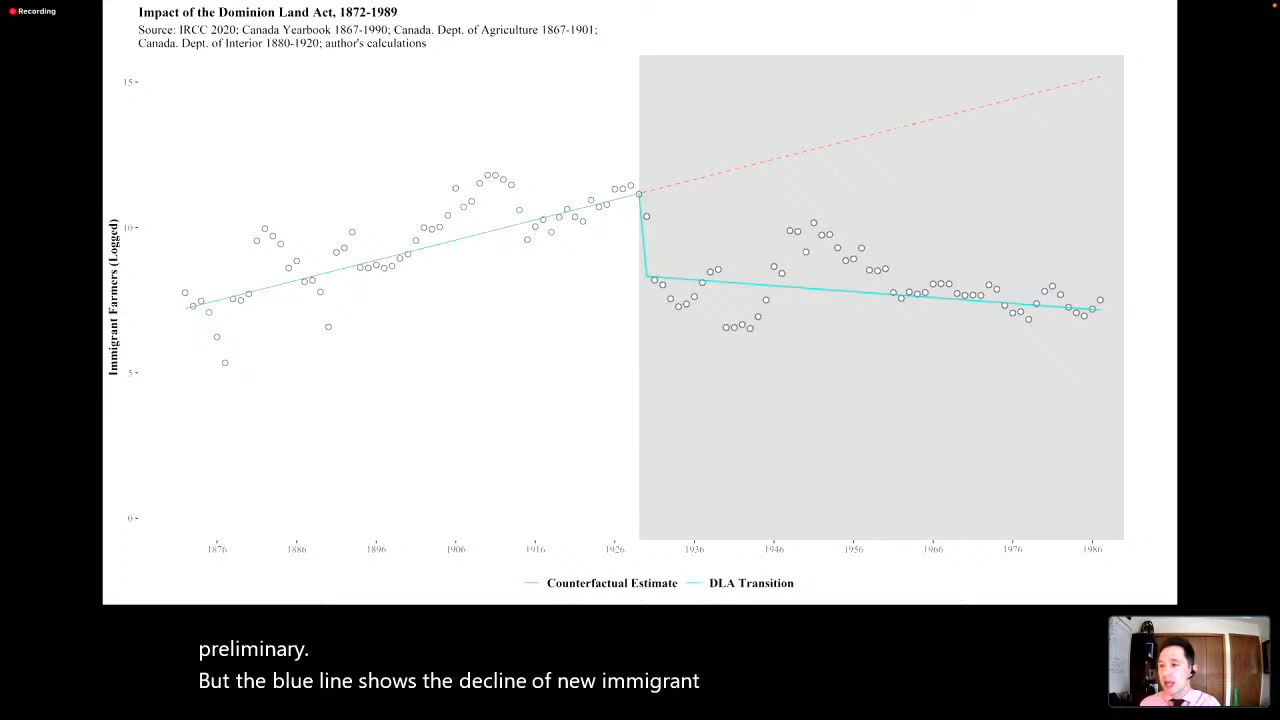 Recording
Impact of the Dominion Land Act, 1872-1989
Source: IRCC 2020; Canada Yearbook 1867-1990; Canada. Dept. of Agriculture 1867-1901;
Canada. Dept. of Interior 1880-1920; author's calculations
Immigrant Farmers (Logged)
15
10
5
0
1876 1886 1896 1906 1916 1926 1936 1946 1956 1966 1976 1986
Counterfactual Estimate DLA Transition
preliminary.
But the blue line shows the decline of new immigrant